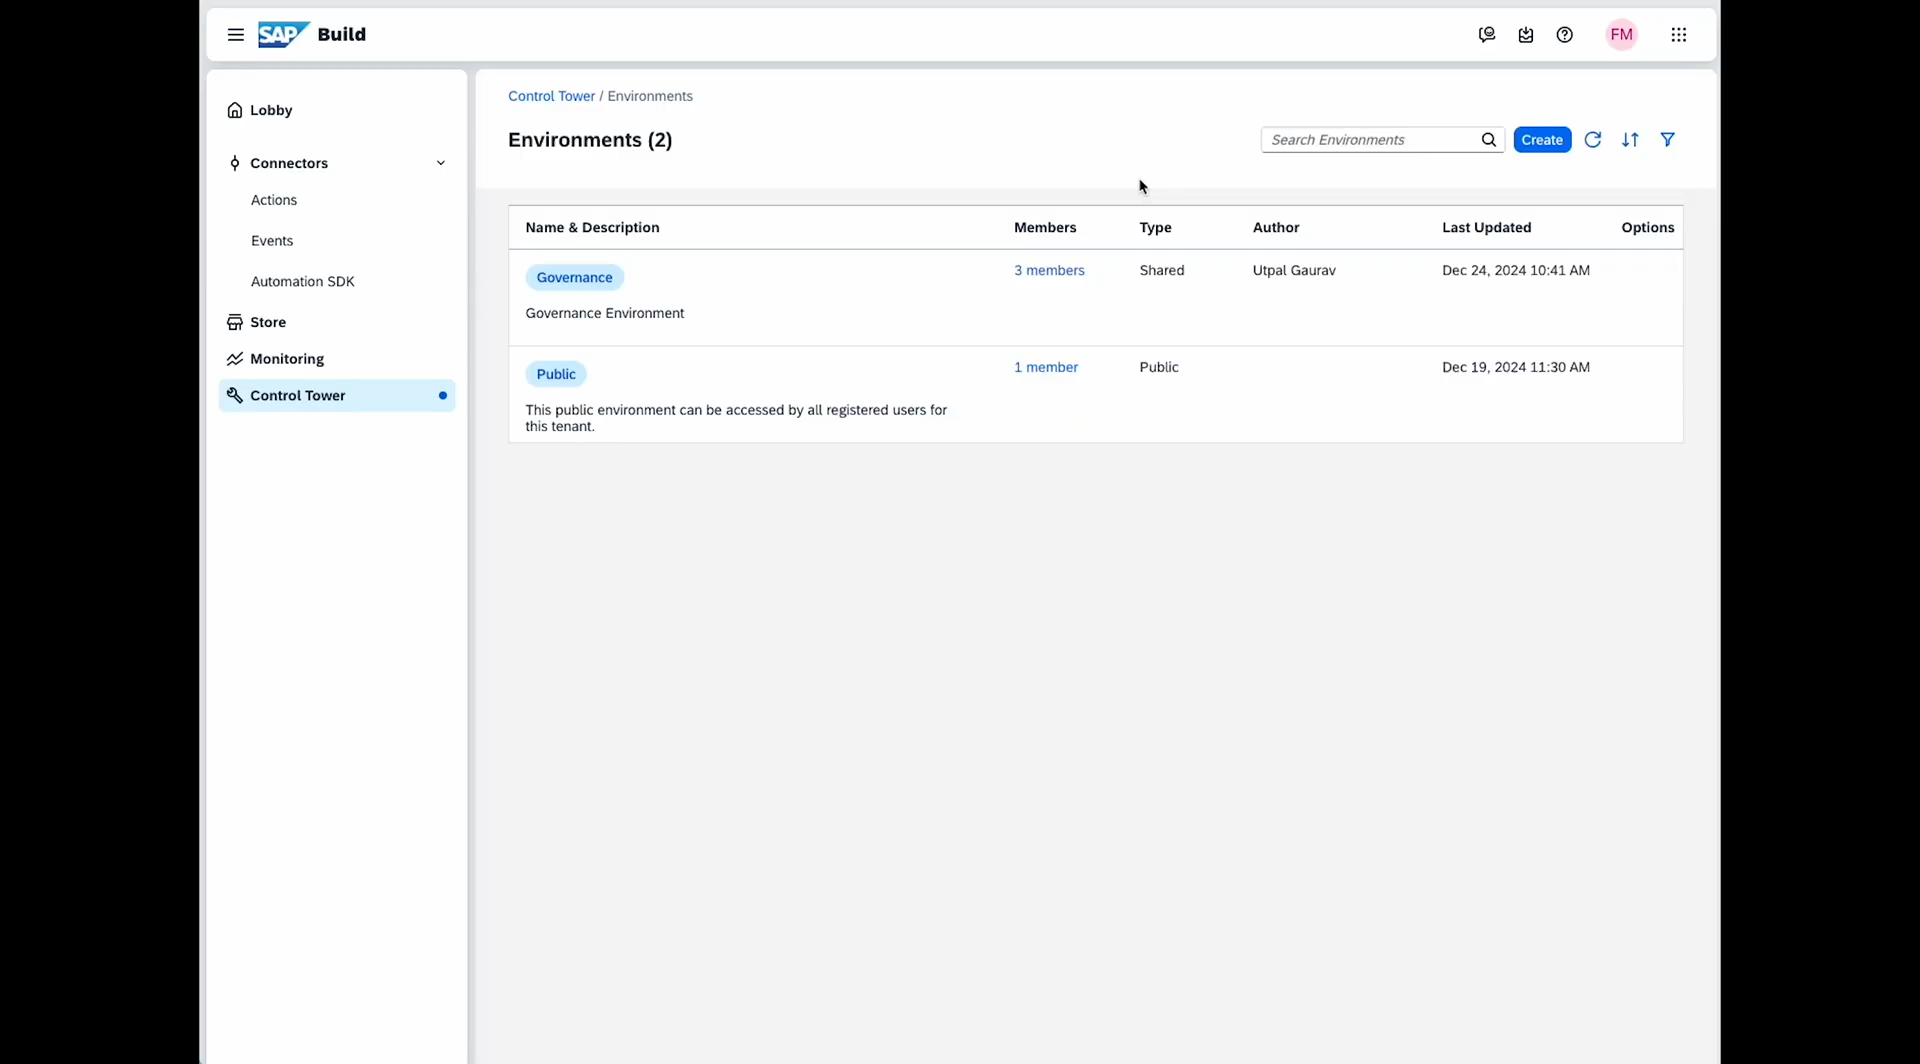 SAP Build
FM
Lobby
Connectors
Actions
Events
Automation SDK
Store
Monitoring
Control Tower
Control Tower / Environments
Environments (2)
Search Environments
Create
Name & Description Members Type Author Last Updated Options
Governance 3 members Shared Utpal Gaurav Dec 24, 2024 10:41 AM
Governance Environment
Public 1 member Public Dec 19, 2024 11:30 AM
This public environment can be accessed by all registered users for
this tenant.